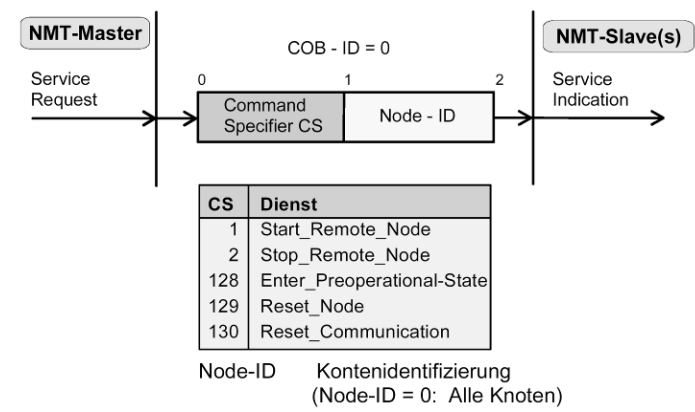 NMT-Master
NMT-Slave(s)
COB - ID = 0
Service
Request
0
1
2
Service
Indication
Command
Specifier CS
Node - ID
CS Dienst
1 Start_Remote_Node
2 Stop_Remote_Node
128 Enter_Preoperational-State
129 Reset_Node
130 Reset_Communication
Node-ID Kontenidentifizierung
(Node-ID = 0: Alle Knoten)